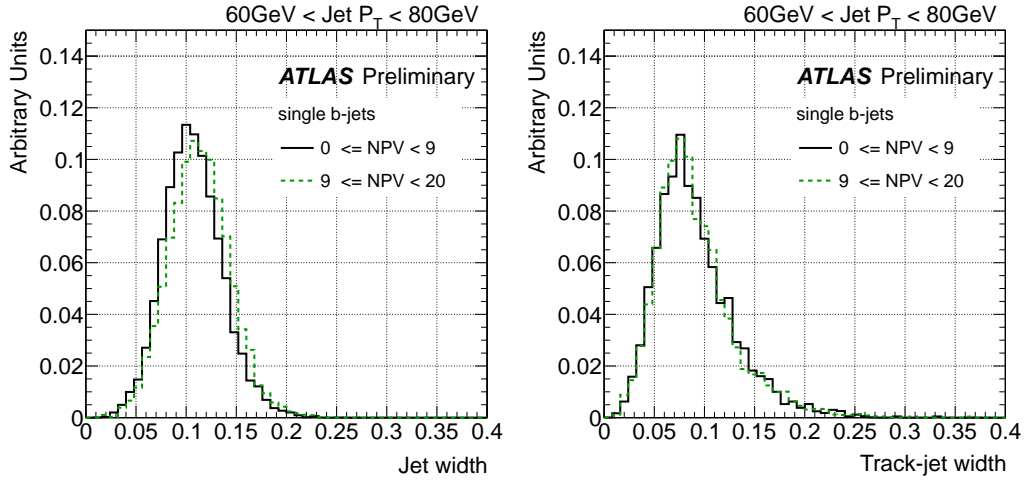 60GeV < Jet P_T < 80GeV
Arbitrary Units
0.14
0.12
0.1
0.08
0.06
0.04
0.02
0
ATLAS Preliminary
single b-jets
0 <= NPV < 9
9 <= NPV < 20
0 0.05 0.1 0.15 0.2 0.25 0.3 0.35 0.4
Jet width
60GeV < Jet P_T < 80GeV
Arbitrary Units
0.14
0.12
0.1
0.08
0.06
0.04
0.02
0
ATLAS Preliminary
single b-jets
0 <= NPV < 9
9 <= NPV < 20
0 0.05 0.1 0.15 0.2 0.25 0.3 0.35 0.4
Track-jet width